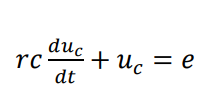 rc du_c/dt + u_c = e